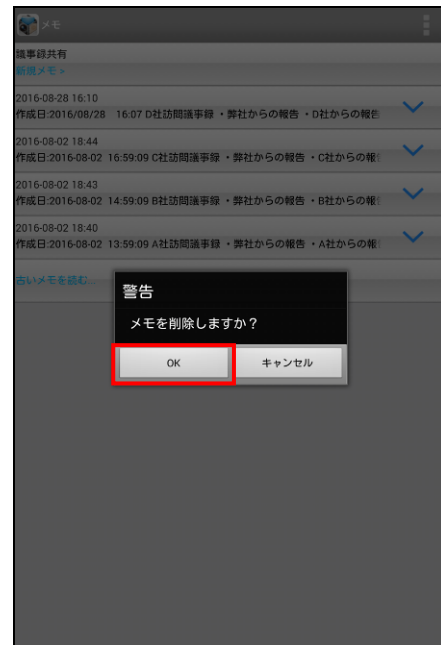 メモ
議事録共有
新規メモ >
2016-08-28 16:10
作成日:2016/08/28 16:07 D社訪問議事録 ・弊社からの報告 ・D社からの報告
2016-08-02 18:44
作成日:2016-08-02 16:59:09 C社訪問議事録 ・弊社からの報告 ・C社からの報
2016-08-02 18:43
作成日:2016-08-02 14:59:09 B社訪問議事録 ・弊社からの報告 ・B社からの報
2016-08-02 18:40
作成日:2016-08-02 13:59:09 A社訪問議事録 ・弊社からの報告 ・A社からの報
古いメモを読む...
警告
メモを削除しますか？
OK キャンセル